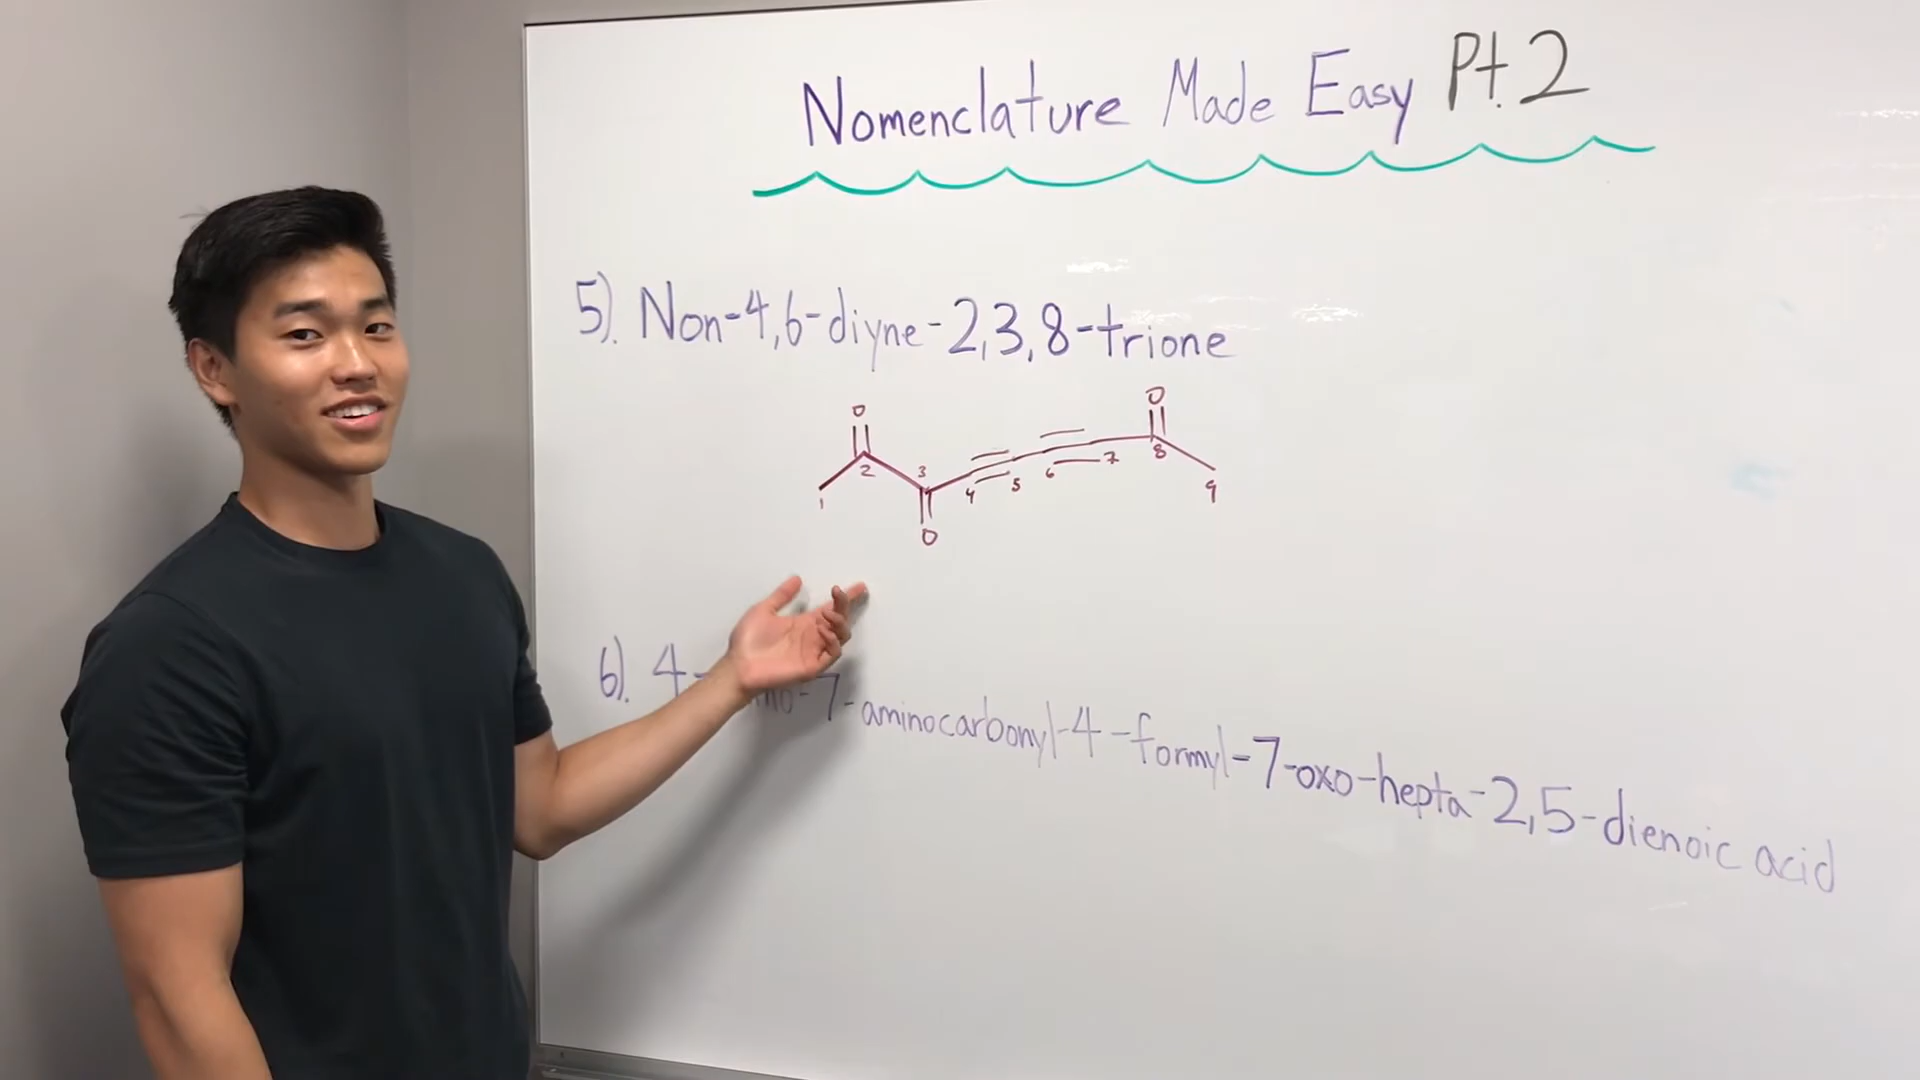 Nomenclature Made Easy Pt. 2
5). Non-4,6-diyne-2,3,8-trione
O O
1 2 3 4 5 6 7 8 9
O
6). 4- -7-aminocarbonyl-4-formyl-7-oxo-hepta-2,5-dienoic acid